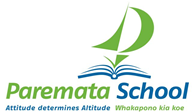 Paremata School
Attitude determines Altitude Whakapono kia koe